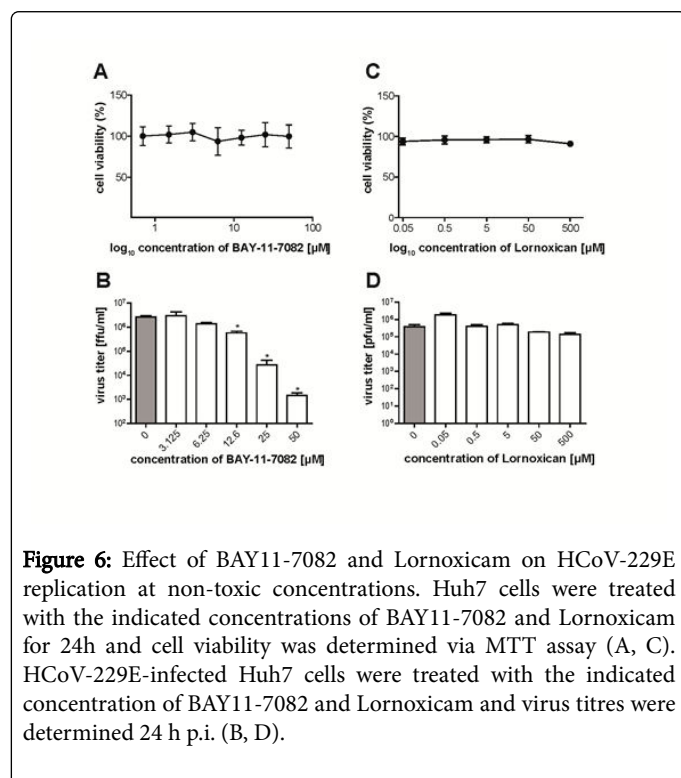 A
C
cell viability (%)
150
100
50
1
10
100
log₁₀ concentration of BAY-11-7082 [µM]
cell viability (%)
150
100
50
0
0.05
0.5
5
50
500
log₁₀ concentration of Lornoxican [µM]
B
D
virus titer [ffu/ml]
10⁷
10⁶
10⁵
10⁴
10³
10²
*
*
*
0
3.125
6.25
12.6
25
50
concentration of BAY-11-7082 [µM]
virus titer [pfu/ml]
10⁷
10⁶
10⁵
10⁴
10³
10²
10¹
10⁰
0
0.05
0.5
5
50
500
concentration of Lornoxican [µM]
Figure 6: Effect of BAY11-7082 and Lornoxicam on HCoV-229E
replication at non-toxic concentrations. Huh7 cells were treated
with the indicated concentrations of BAY11-7082 and Lornoxicam
for 24h and cell viability was determined via MTT assay (A, C).
HCoV-229E-infected Huh7 cells were treated with the indicated
concentration of BAY11-7082 and Lornoxicam and virus titres were
determined 24 h p.i. (B, D).